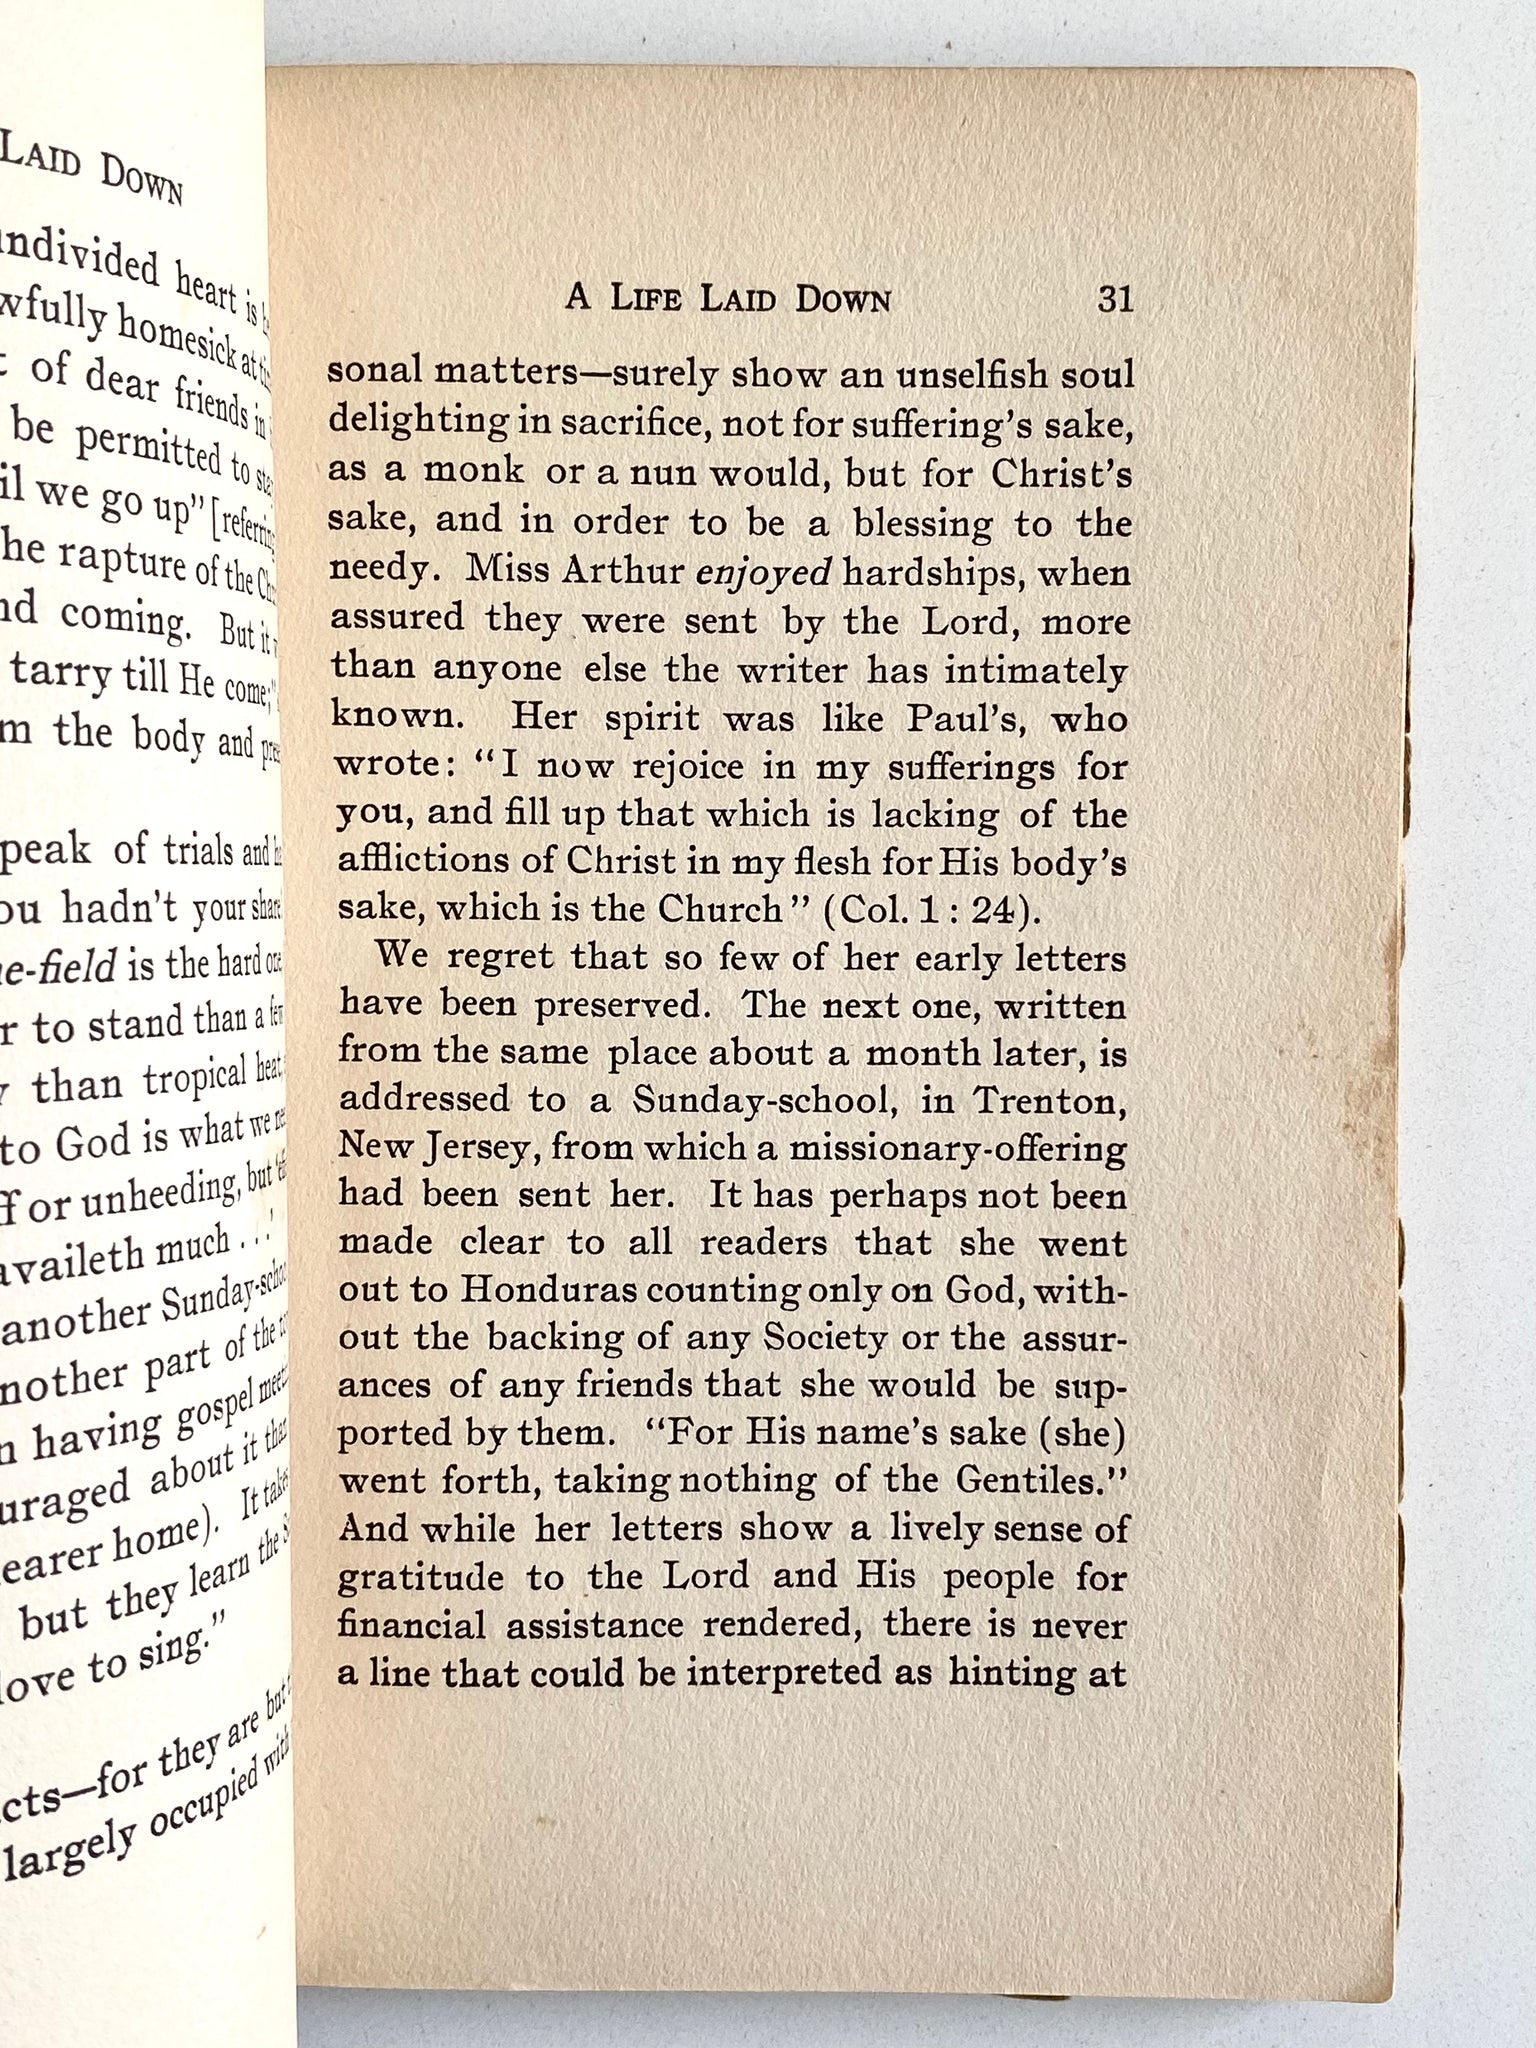 LAID DOWN
undivided heart is
awfully homesick at
of dear friends in
be permitted to
we go up" [referring
the rapture of the
coming. But it
tarry till He come;"
the body and
speak of trials and
you hadn't your share
is the hard one
to stand than a few
than tropical heat
to God is what we
or unheeding, but
availeth much . . .'
another Sunday-
another part of the
having gospel
about it than
nearer home). It
but they learn the
love to sing."
for they are but
largely occupied with
A LIFE LAID DOWN 31
sonal matters—surely show an unselfish soul
delighting in sacrifice, not for suffering's sake,
as a monk or a nun would, but for Christ's
sake, and in order to be a blessing to the
needy. Miss Arthur enjoyed hardships, when
assured they were sent by the Lord, more
than anyone else the writer has intimately
known. Her spirit was like Paul's, who
wrote: "I now rejoice in my sufferings for
you, and fill up that which is lacking of the
afflictions of Christ in my flesh for His body's
sake, which is the Church" (Col. 1 : 24).
We regret that so few of her early letters
have been preserved. The next one, written
from the same place about a month later, is
addressed to a Sunday-school, in Trenton,
New Jersey, from which a missionary-offering
had been sent her. It has perhaps not been
made clear to all readers that she went
out to Honduras counting only on God, with-
out the backing of any Society or the assur-
ances of any friends that she would be sup-
ported by them. "For His name's sake (she)
went forth, taking nothing of the Gentiles."
And while her letters show a lively sense of
gratitude to the Lord and His people for
financial assistance rendered, there is never
a line that could be interpreted as hinting at